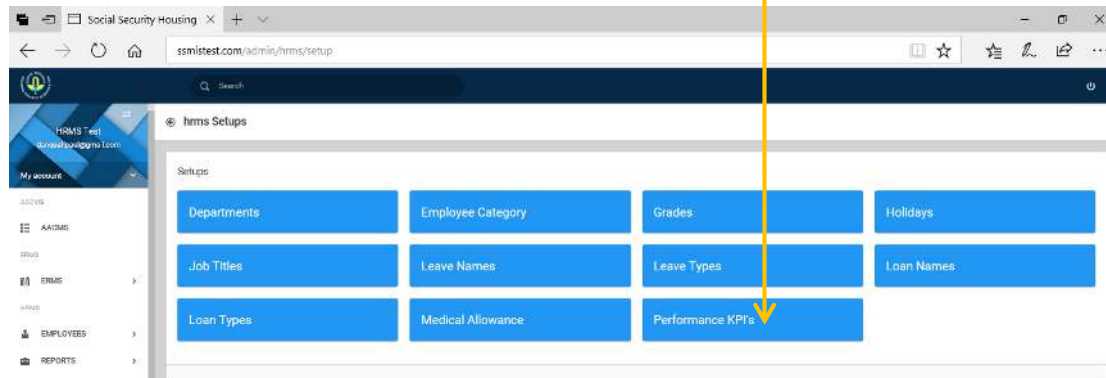 Social Security Housing
ssmistest.com/admin/hrms/setup
Search
HRMS Test
My account
hrms Setups
Setups
Departments
Employee Category
Grades
Holidays
Job Titles
Leave Names
Leave Types
Loan Names
Loan Types
Medical Allowance
Performance KPI's
AACMS
AACMS
ERMS
ERMS
HRMS
EMPLOYEES
REPORTS